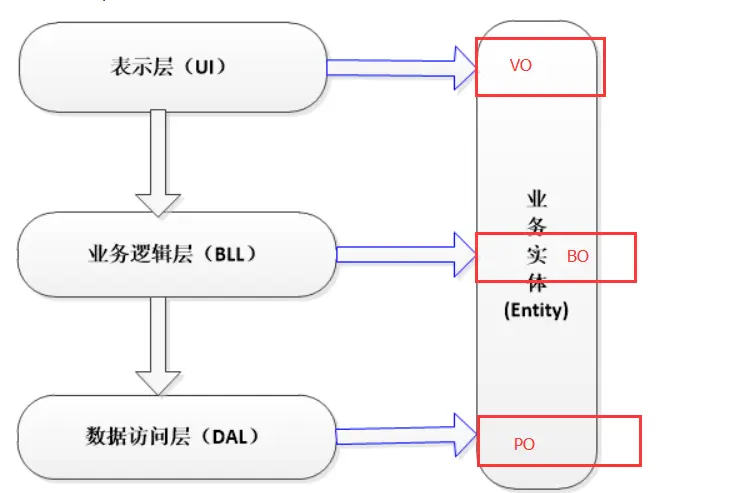 表示层（UI）
VO
业务逻辑层（BLL）
业
务
实
体
(Entity)
BO
数据访问层（DAL）
PO